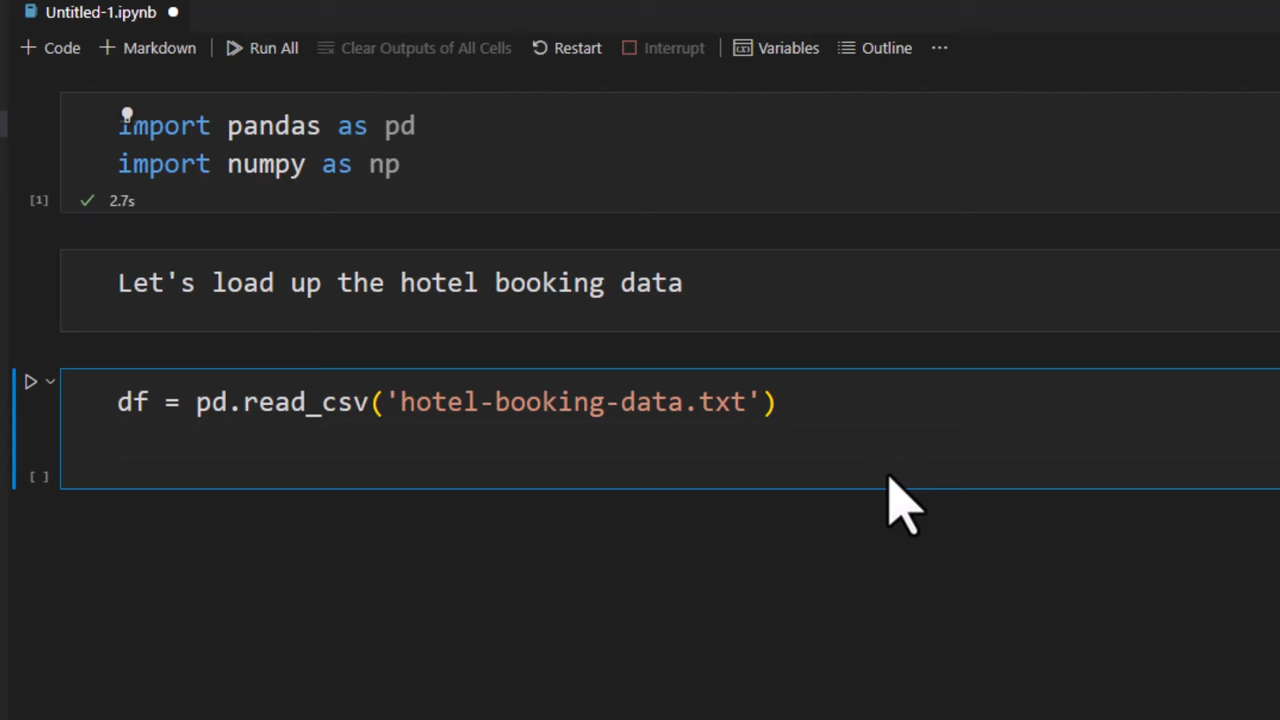 Untitled-1.ipynb
Code Markdown Run All Clear Outputs of All Cells Restart Interrupt Variables Outline ···
import pandas as pd
import numpy as np
[1] 2.7s
Let's load up the hotel booking data
df = pd.read_csv('hotel-booking-data.txt')
[ ]